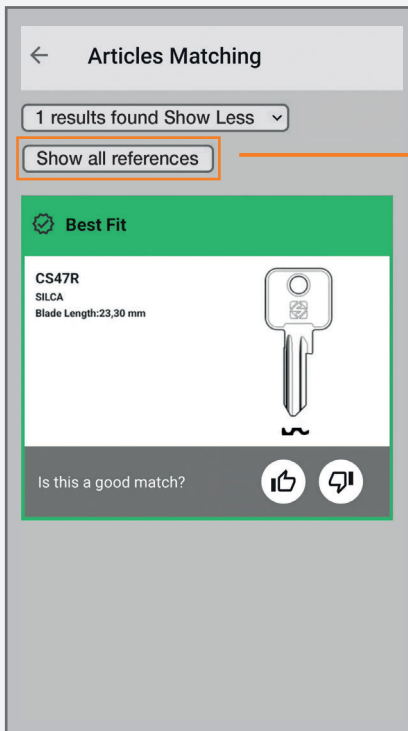 Articles Matching
1 results found Show Less
Show all references
Best Fit
CS47R
SILCA
Blade Length:23,30 mm
Is this a good match?